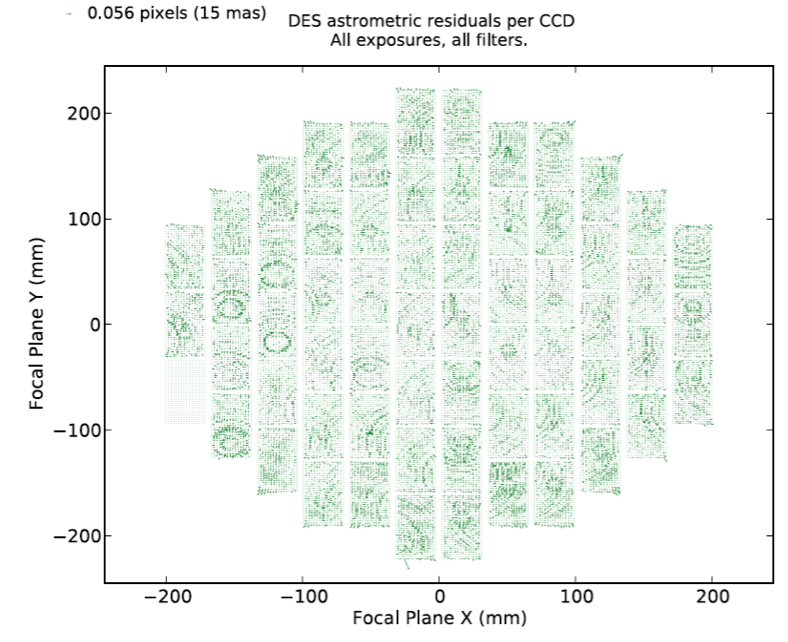 0.056 pixels (15 mas)
DES astrometric residuals per CCD
All exposures, all filters.
200
100
0
−100
−200
Focal Plane Y (mm)
−200
−100
0
100
200
Focal Plane X (mm)